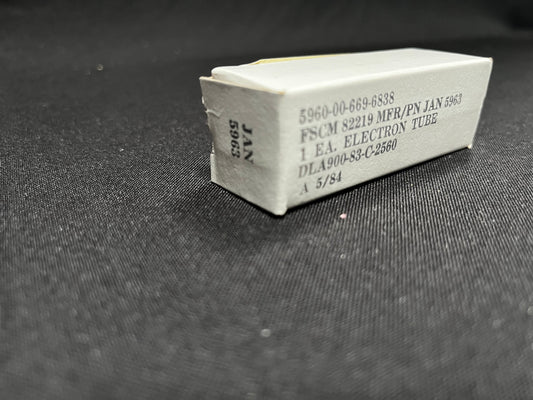 JAN
5963
5960-00-669-6838
FSCM 82219 MFR/PN JAN 5963
1 EA. ELECTRON TUBE
DLA900-83-C-2560
A 5/84